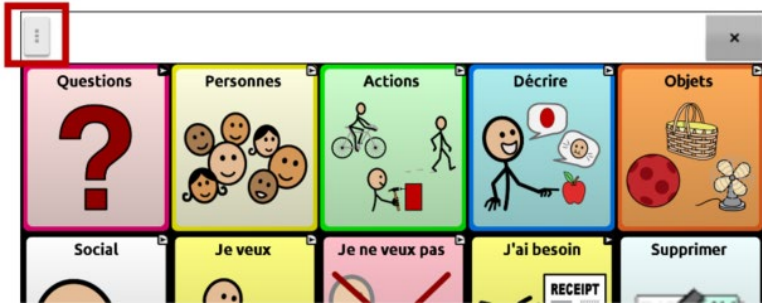 ×
Questions Personnes Actions Décrire Objets
?
Social Je veux Je ne veux pas J'ai besoin Supprimer
RECEIPT